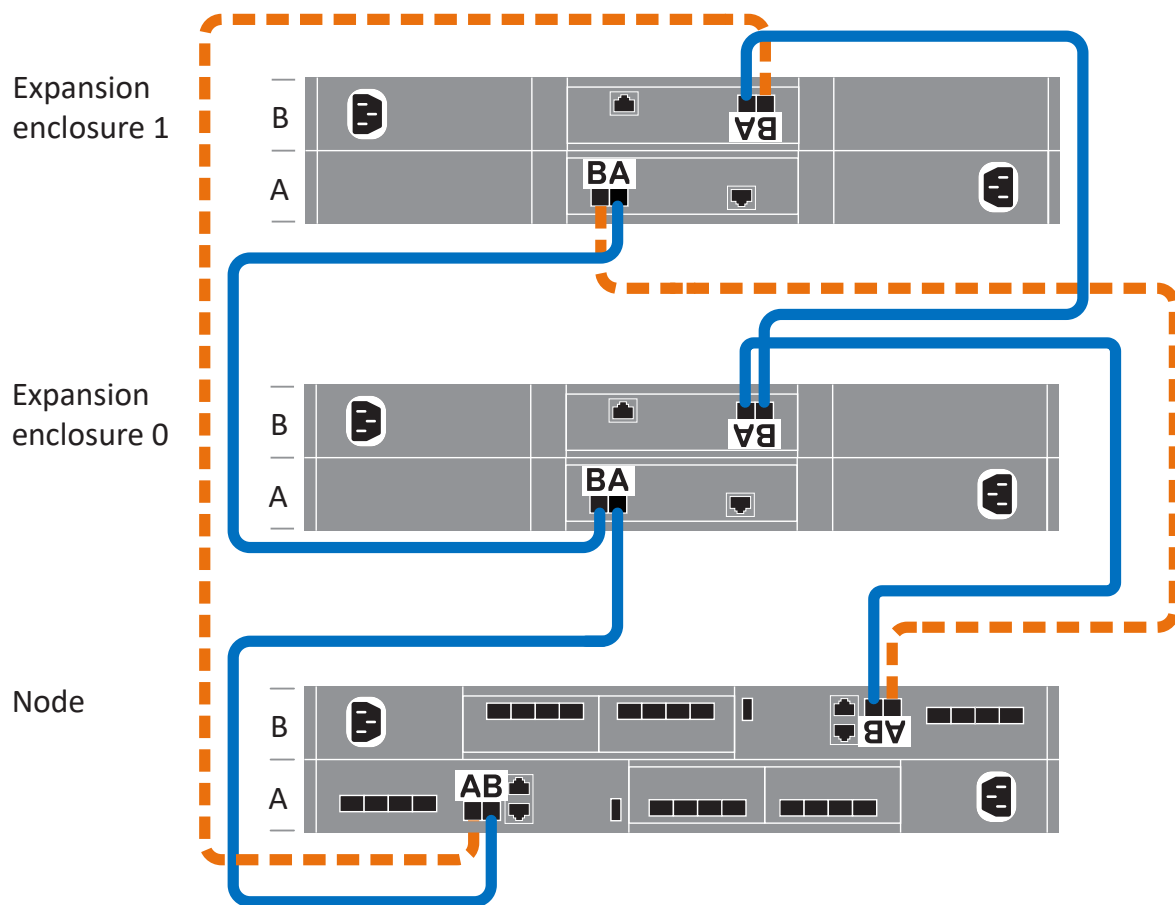 Expansion
enclosure 1
B
BA
A
BA
Expansion
enclosure 0
B
BA
A
BA
Node
B
AB
A
AB